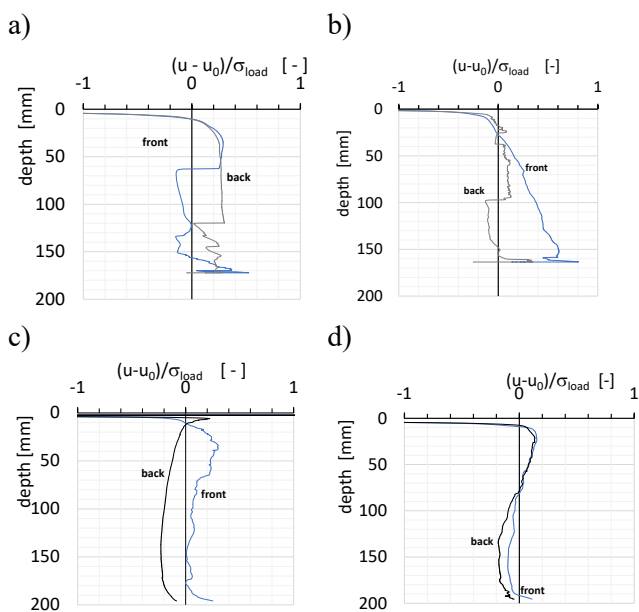 a)
(u - u₀)/σload [ - ]
-1 0 1
0
50
100
150
200
depth [mm]
front
back
b)
(u-u₀)/σload [-]
-1 0 1
0
50
100
150
200
depth [mm]
front
back
c)
(u-u₀)/σload [ - ]
-1 0 1
0
50
100
150
200
depth [mm]
back
front
d)
(u-u₀)/σload [-]
-1 0 1
0
50
100
150
200
depth [mm]
back
front